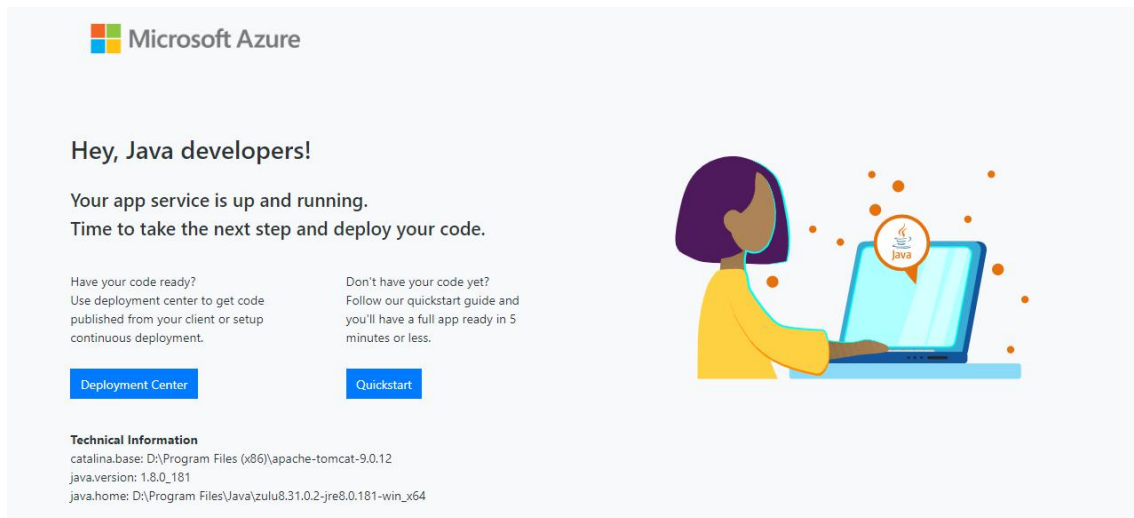 Microsoft Azure
Hey, Java developers!
Your app service is up and running.
Time to take the next step and deploy your code.
Have your code ready?
Use deployment center to get code
published from your client or setup
continuous deployment.
Deployment Center
Don't have your code yet?
Follow our quickstart guide and
you'll have a full app ready in 5
minutes or less.
Quickstart
Java
Technical Information
catalina.base: D:\Program Files (x86)\apache-tomcat-9.0.12
java.version: 1.8.0_181
java.home: D:\Program Files\Java\zulu8.31.0.2-jre8.0.181-win_x64